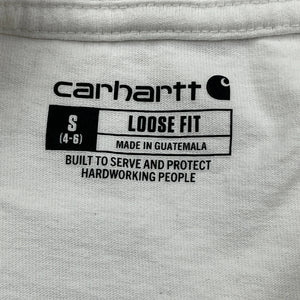 carhartt
S LOOSE FIT
(4-6) MADE IN GUATEMALA
BUILT TO SERVE AND PROTECT
HARDWORKING PEOPLE